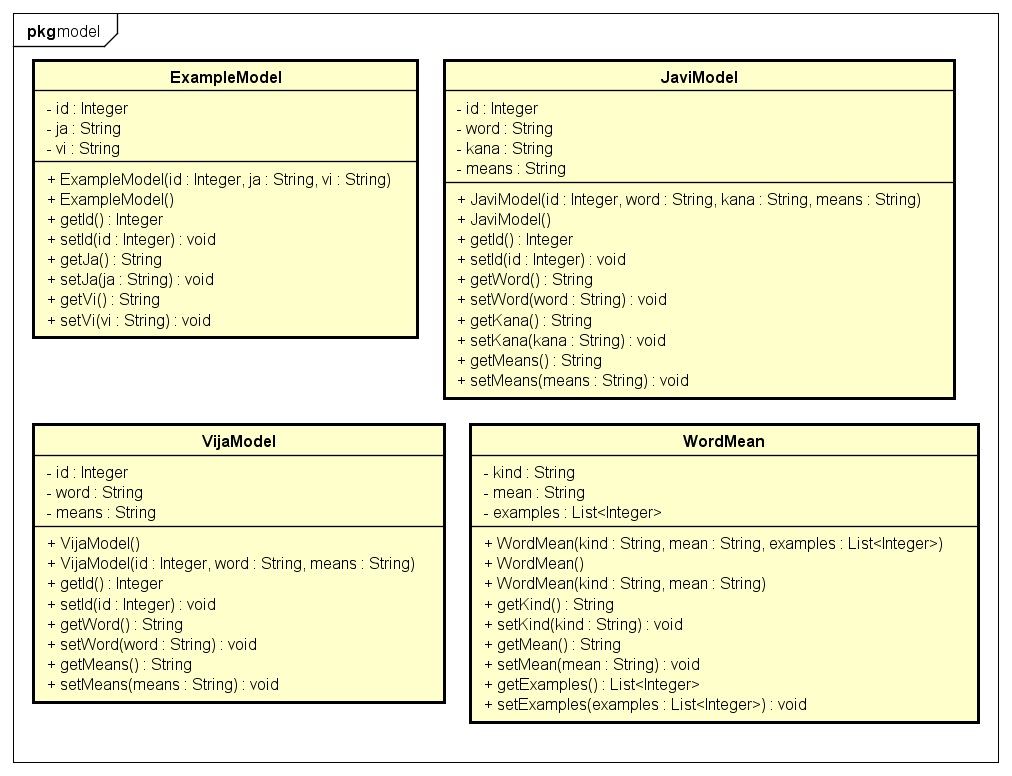 pkg model
ExampleModel
- id : Integer
- ja : String
- vi : String
+ ExampleModel(id : Integer, ja : String, vi : String)
+ ExampleModel()
+ getId() : Integer
+ setId(id : Integer) : void
+ getJa() : String
+ setJa(ja : String) : void
+ getVi() : String
+ setVi(vi : String) : void
JaviModel
- id : Integer
- word : String
- kana : String
- means : String
+ JaviModel(id : Integer, word : String, kana : String, means : String)
+ JaviModel()
+ getId() : Integer
+ setId(id : Integer) : void
+ getWord() : String
+ setWord(word : String) : void
+ getKana() : String
+ setKana(kana : String) : void
+ getMeans() : String
+ setMeans(means : String) : void
VijaModel
- id : Integer
- word : String
- means : String
+ VijaModel()
+ VijaModel(id : Integer, word : String, means : String)
+ getId() : Integer
+ setId(id : Integer) : void
+ getWord() : String
+ setWord(word : String) : void
+ getMeans() : String
+ setMeans(means : String) : void
WordMean
- kind : String
- mean : String
- examples : List<Integer>
+ WordMean(kind : String, mean : String, examples : List<Integer>)
+ WordMean()
+ WordMean(kind : String, mean : String)
+ getKind() : String
+ setKind(kind : String) : void
+ getMean() : String
+ setMean(mean : String) : void
+ getExamples() : List<Integer>
+ setExamples(examples : List<Integer>) : void